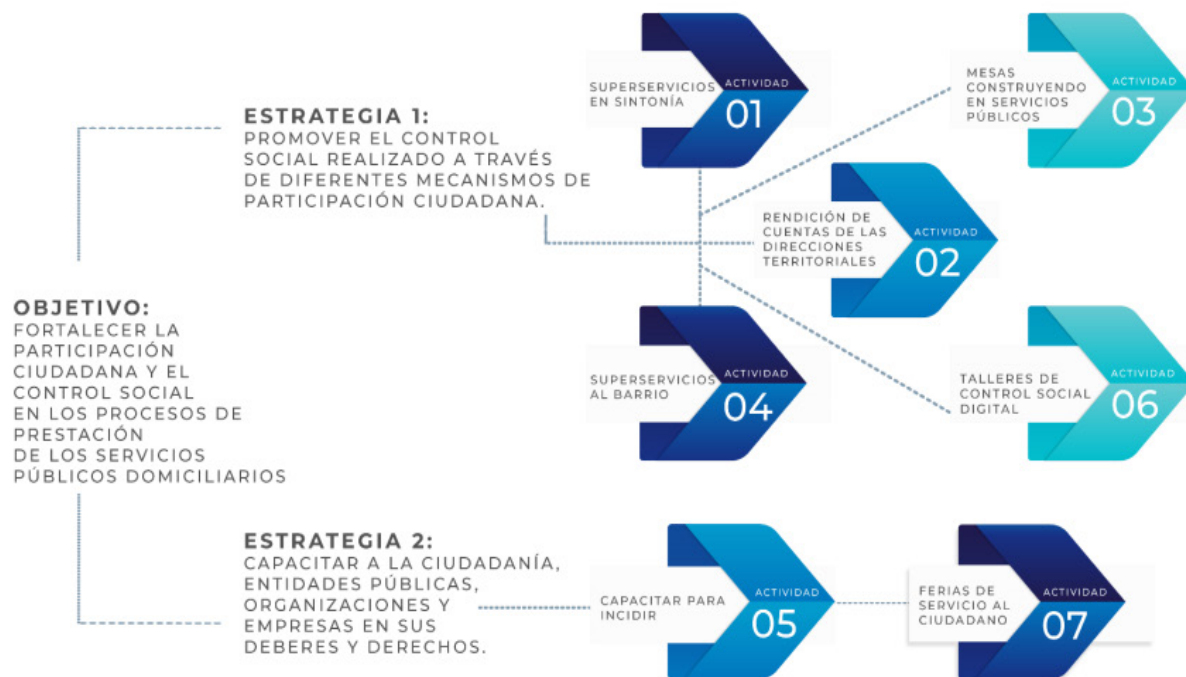 OBJETIVO:
FORTALECER LA
PARTICIPACIÓN
CIUDADANA Y EL
CONTROL SOCIAL
EN LOS PROCESOS DE
PRESTACIÓN
DE LOS SERVICIOS
PÚBLICOS DOMICILIARIOS
ESTRATEGIA 1:
PROMOVER EL CONTROL
SOCIAL REALIZADO A TRAVÉS
DE DIFERENTES MECANISMOS DE
PARTICIPACIÓN CIUDADANA.
SUPERSERVICIOS
EN SINTONÍA
ACTIVIDAD
01
RENDICIÓN DE
CUENTAS DE LAS
DIRECCIONES
TERRITORIALES
ACTIVIDAD
02
MESAS
CONSTRUYENDO
EN SERVICIOS
PÚBLICOS
ACTIVIDAD
03
SUPERSERVICIOS
AL BARRIO
ACTIVIDAD
04
TALLERES DE
CONTROL SOCIAL
DIGITAL
ACTIVIDAD
06
ESTRATEGIA 2:
CAPACITAR A LA CIUDADANÍA,
ENTIDADES PÚBLICAS,
ORGANIZACIONES Y
EMPRESAS EN SUS
DEBERES Y DERECHOS.
CAPACITAR PARA
INCIDIR
ACTIVIDAD
05
FERIAS DE
SERVICIO AL
CIUDADANO
ACTIVIDAD
07